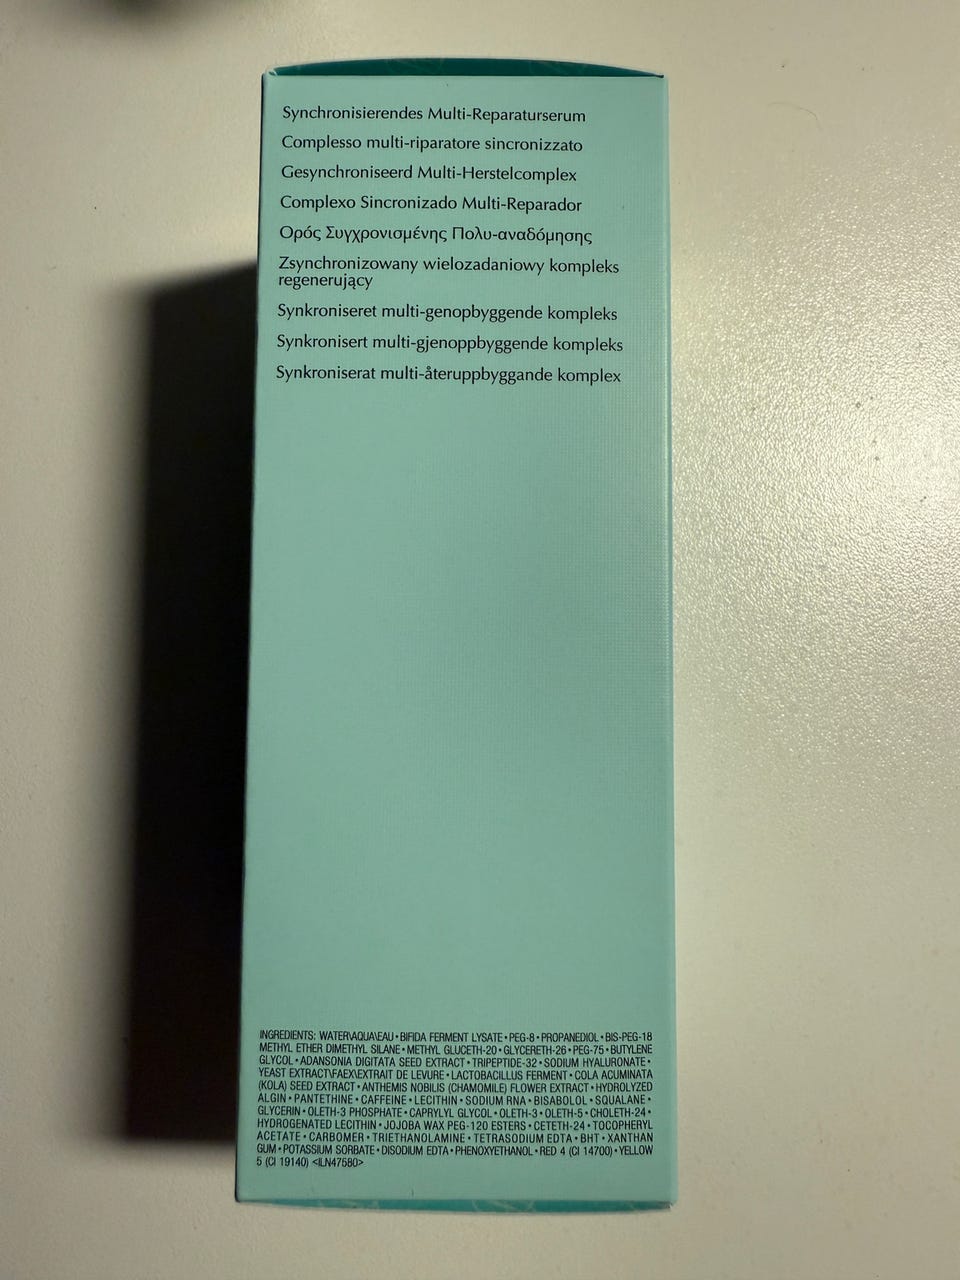 Synchronisierendes Multi-Reparaturserum
Complesso multi-riparatore sincronizzato
Gesynchroniseerd Multi-Herstelcomplex
Complexo Sincronizado Multi-Reparador
Ορός Συγχρονισμένης Πολυ-αναδόμησης
Zsynchronizowany wielozadaniowy kompleks
regenerujący
Synkroniseret multi-genopbyggende kompleks
Synkronisert multi-gjenoppbyggende kompleks
Synkroniserat multi-återuppbyggande komplex
INGREDIENTS: WATER\AQUA\EAU • BIFIDA FERMENT LYSATE • PEG-8 • PROPANEDIOL • BIS-PEG-18
METHYL ETHER DIMETHYL SILANE • METHYL GLUCETH-20 • GLYCERETH-26 • PEG-75 • BUTYLENE
GLYCOL • ADANSONIA DIGITATA SEED EXTRACT • TRIPEPTIDE-32 • SODIUM HYALURONATE •
YEAST EXTRACT\FAEX\EXTRAIT DE LEVURE • LACTOBACILLUS FERMENT • COLA ACUMINATA
(KOLA) SEED EXTRACT • ANTHEMIS NOBILIS (CHAMOMILE) FLOWER EXTRACT • HYDROLYZED
ALGIN • PANTETHINE • CAFFEINE • LECITHIN • SODIUM RNA • BISABOLOL • SQUALANE •
GLYCERIN • OLETH-3 PHOSPHATE • CAPRYLYL GLYCOL • OLETH-3 • OLETH-5 • CHOLETH-24 •
HYDROGENATED LECITHIN • JOJOBA WAX PEG-120 ESTERS • CETETH-24 • TOCOPHERYL
ACETATE • CARBOMER • TRIETHANOLAMINE • TETRASODIUM EDTA • BHT • XANTHAN
GUM • POTASSIUM SORBATE • DISODIUM EDTA • PHENOXYETHANOL • RED 4 (CI 14700) • YELLOW
5 (CI 19140) <ILN47580>